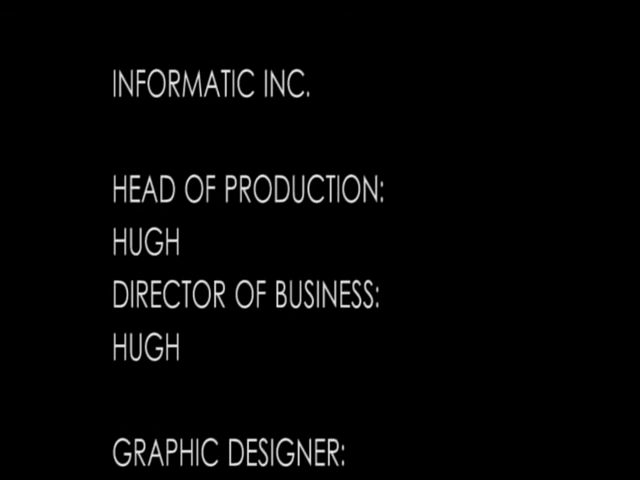 INFORMATIC INC.
HEAD OF PRODUCTION:
HUGH
DIRECTOR OF BUSINESS:
HUGH
GRAPHIC DESIGNER: